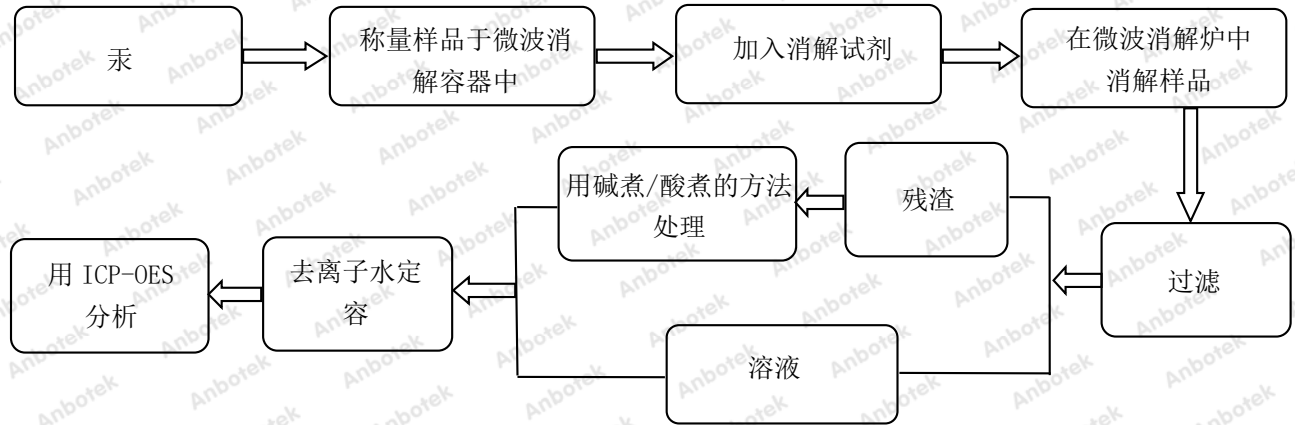 汞
称量样品于微波消
解容器中
加入消解试剂
在微波消解炉中
消解样品
过滤
残渣
用碱煮/酸煮的方法
处理
溶液
去离子水定
容
用 ICP-OES
分析
Anbotek